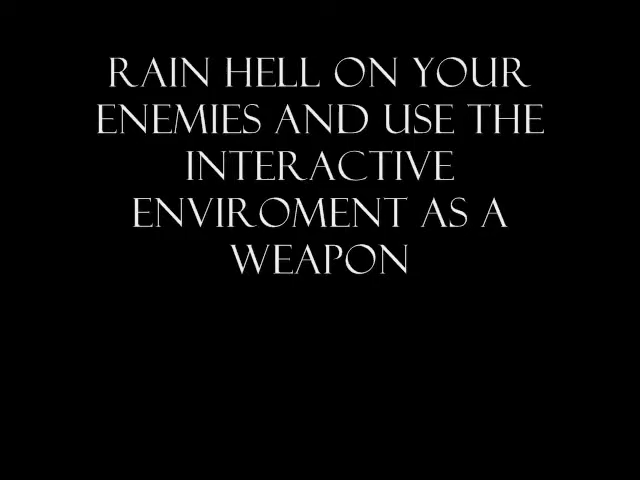 RAIN HELL ON YOUR
ENEMIES AND USE THE
INTERACTIVE
ENVIROMENT AS A
WEAPON